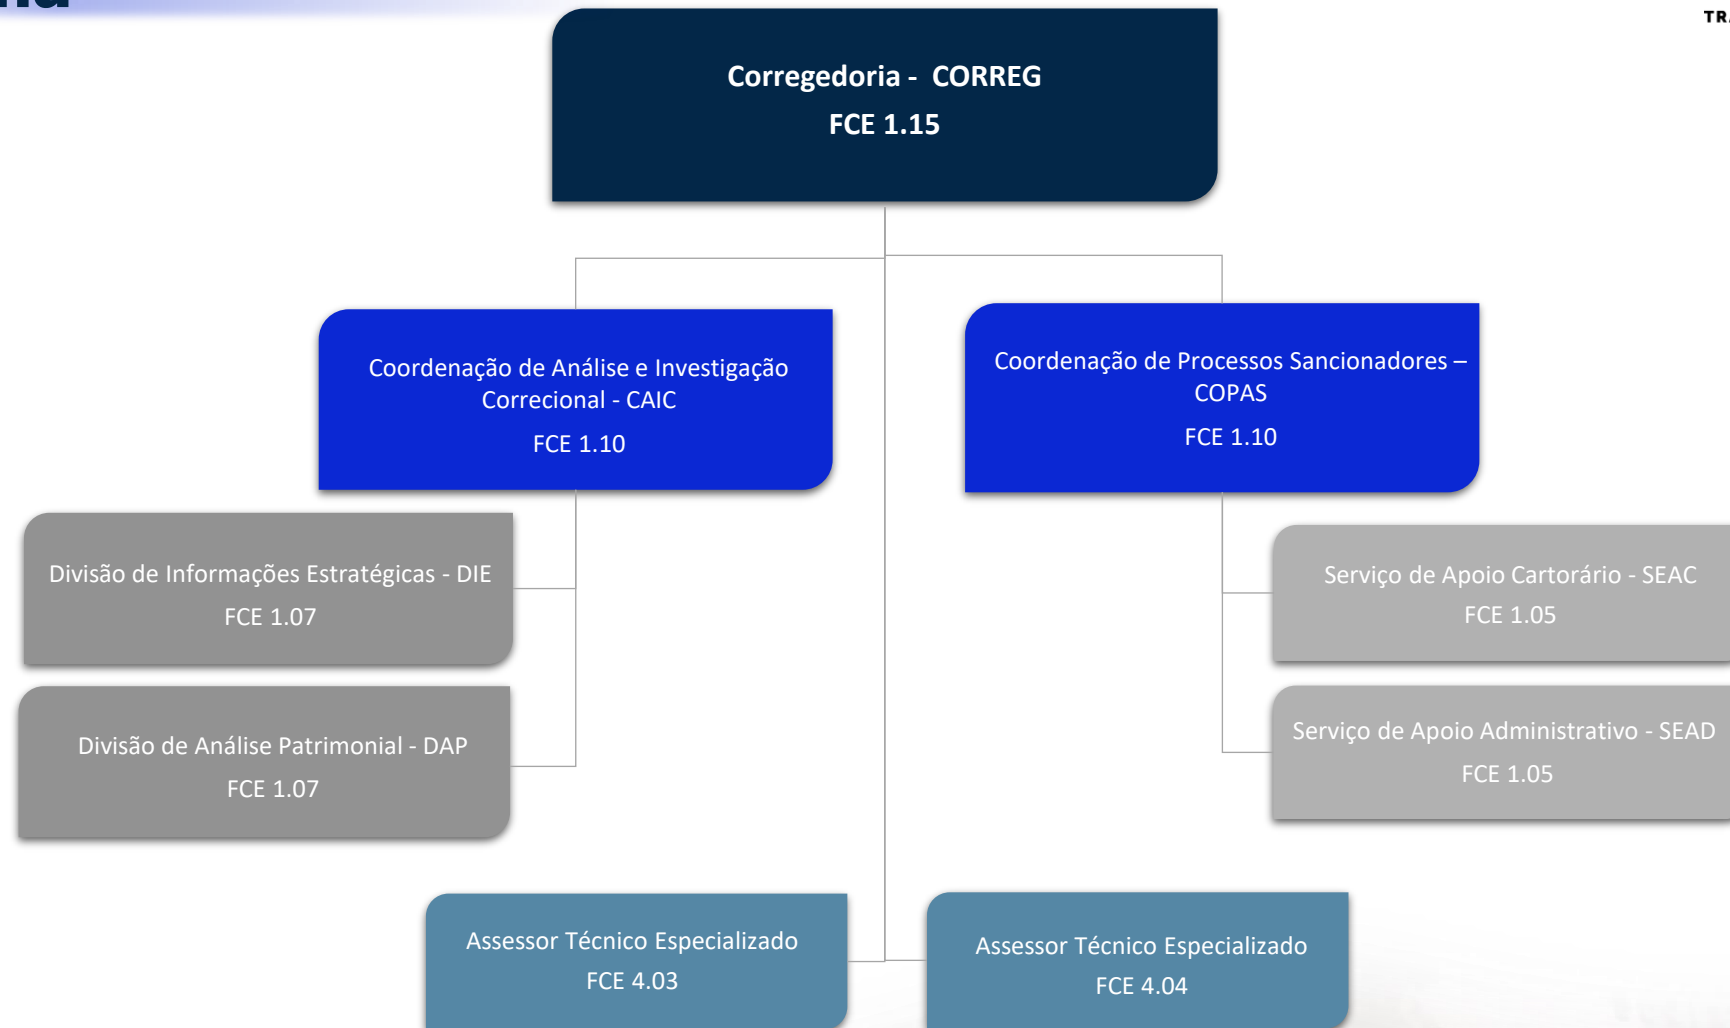 Corregedoria - CORREG
FCE 1.15
Coordenação de Análise e Investigação
Correcional - CAIC
FCE 1.10
Coordenação de Processos Sancionadores –
COPAS
FCE 1.10
Divisão de Informações Estratégicas - DIE
FCE 1.07
Divisão de Análise Patrimonial - DAP
FCE 1.07
Serviço de Apoio Cartorário - SEAC
FCE 1.05
Serviço de Apoio Administrativo - SEAD
FCE 1.05
Assessor Técnico Especializado
FCE 4.03
Assessor Técnico Especializado
FCE 4.04